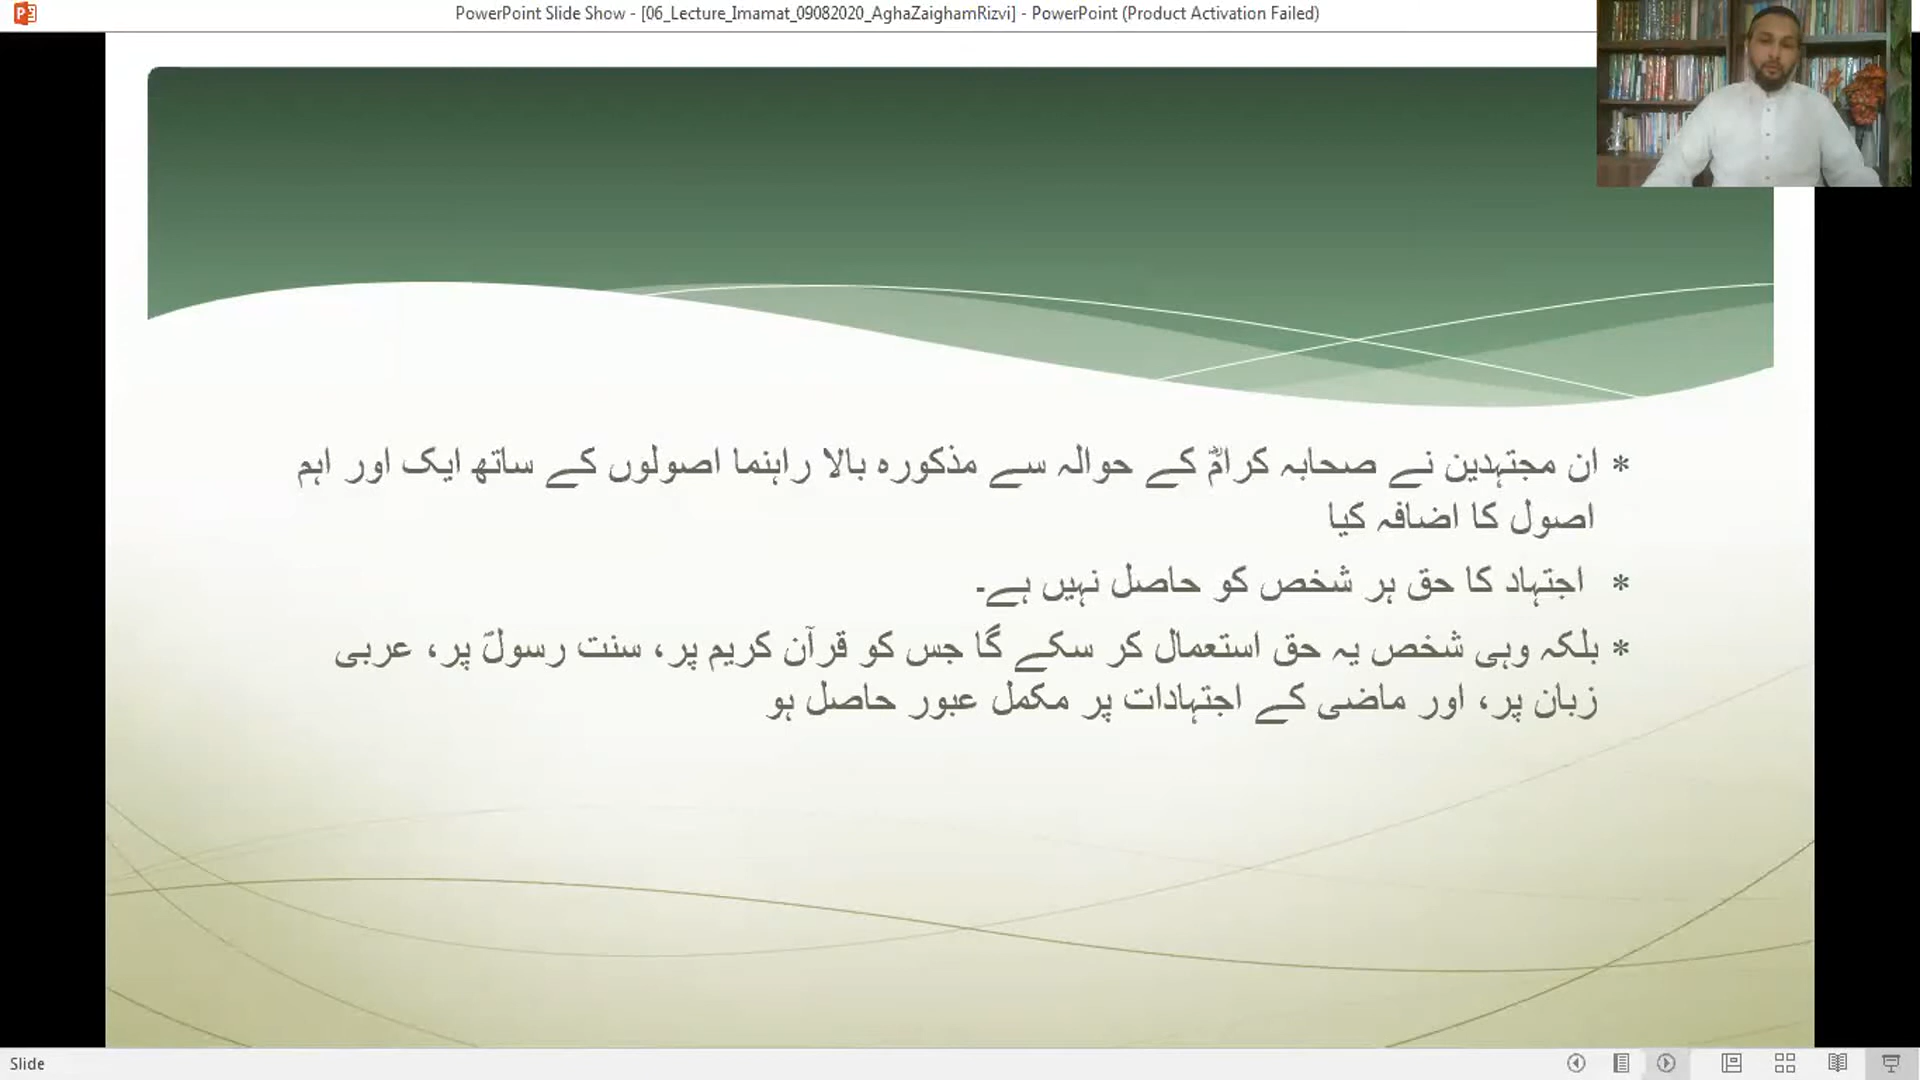 PowerPoint Slide Show - [06_Lecture_Imamat_09082020_AghaZaighamRizvi] - PowerPoint (Product Activation Failed)
* ان مجتہدین نے صحابہ کرامؓ کے حوالہ سے مذکورہ بالا راہنما اصولوں کے ساتھ ایک اور اہم
اصول کا اضافہ کیا
* اجتہاد کا حق ہر شخص کو حاصل نہیں ہے۔
* بلکہ وہی شخص یہ حق استعمال کر سکے گا جس کو قرآن کریم پر، سنت رسولؐ پر، عربی
زبان پر، اور ماضی کے اجتہادات پر مکمل عبور حاصل ہو
Slide